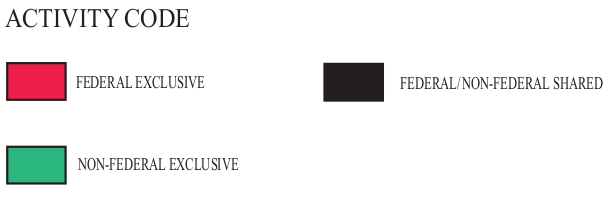 ACTIVITY CODE
FEDERAL EXCLUSIVE
FEDERAL/NON-FEDERAL SHARED
NON-FEDERAL EXCLUSIVE